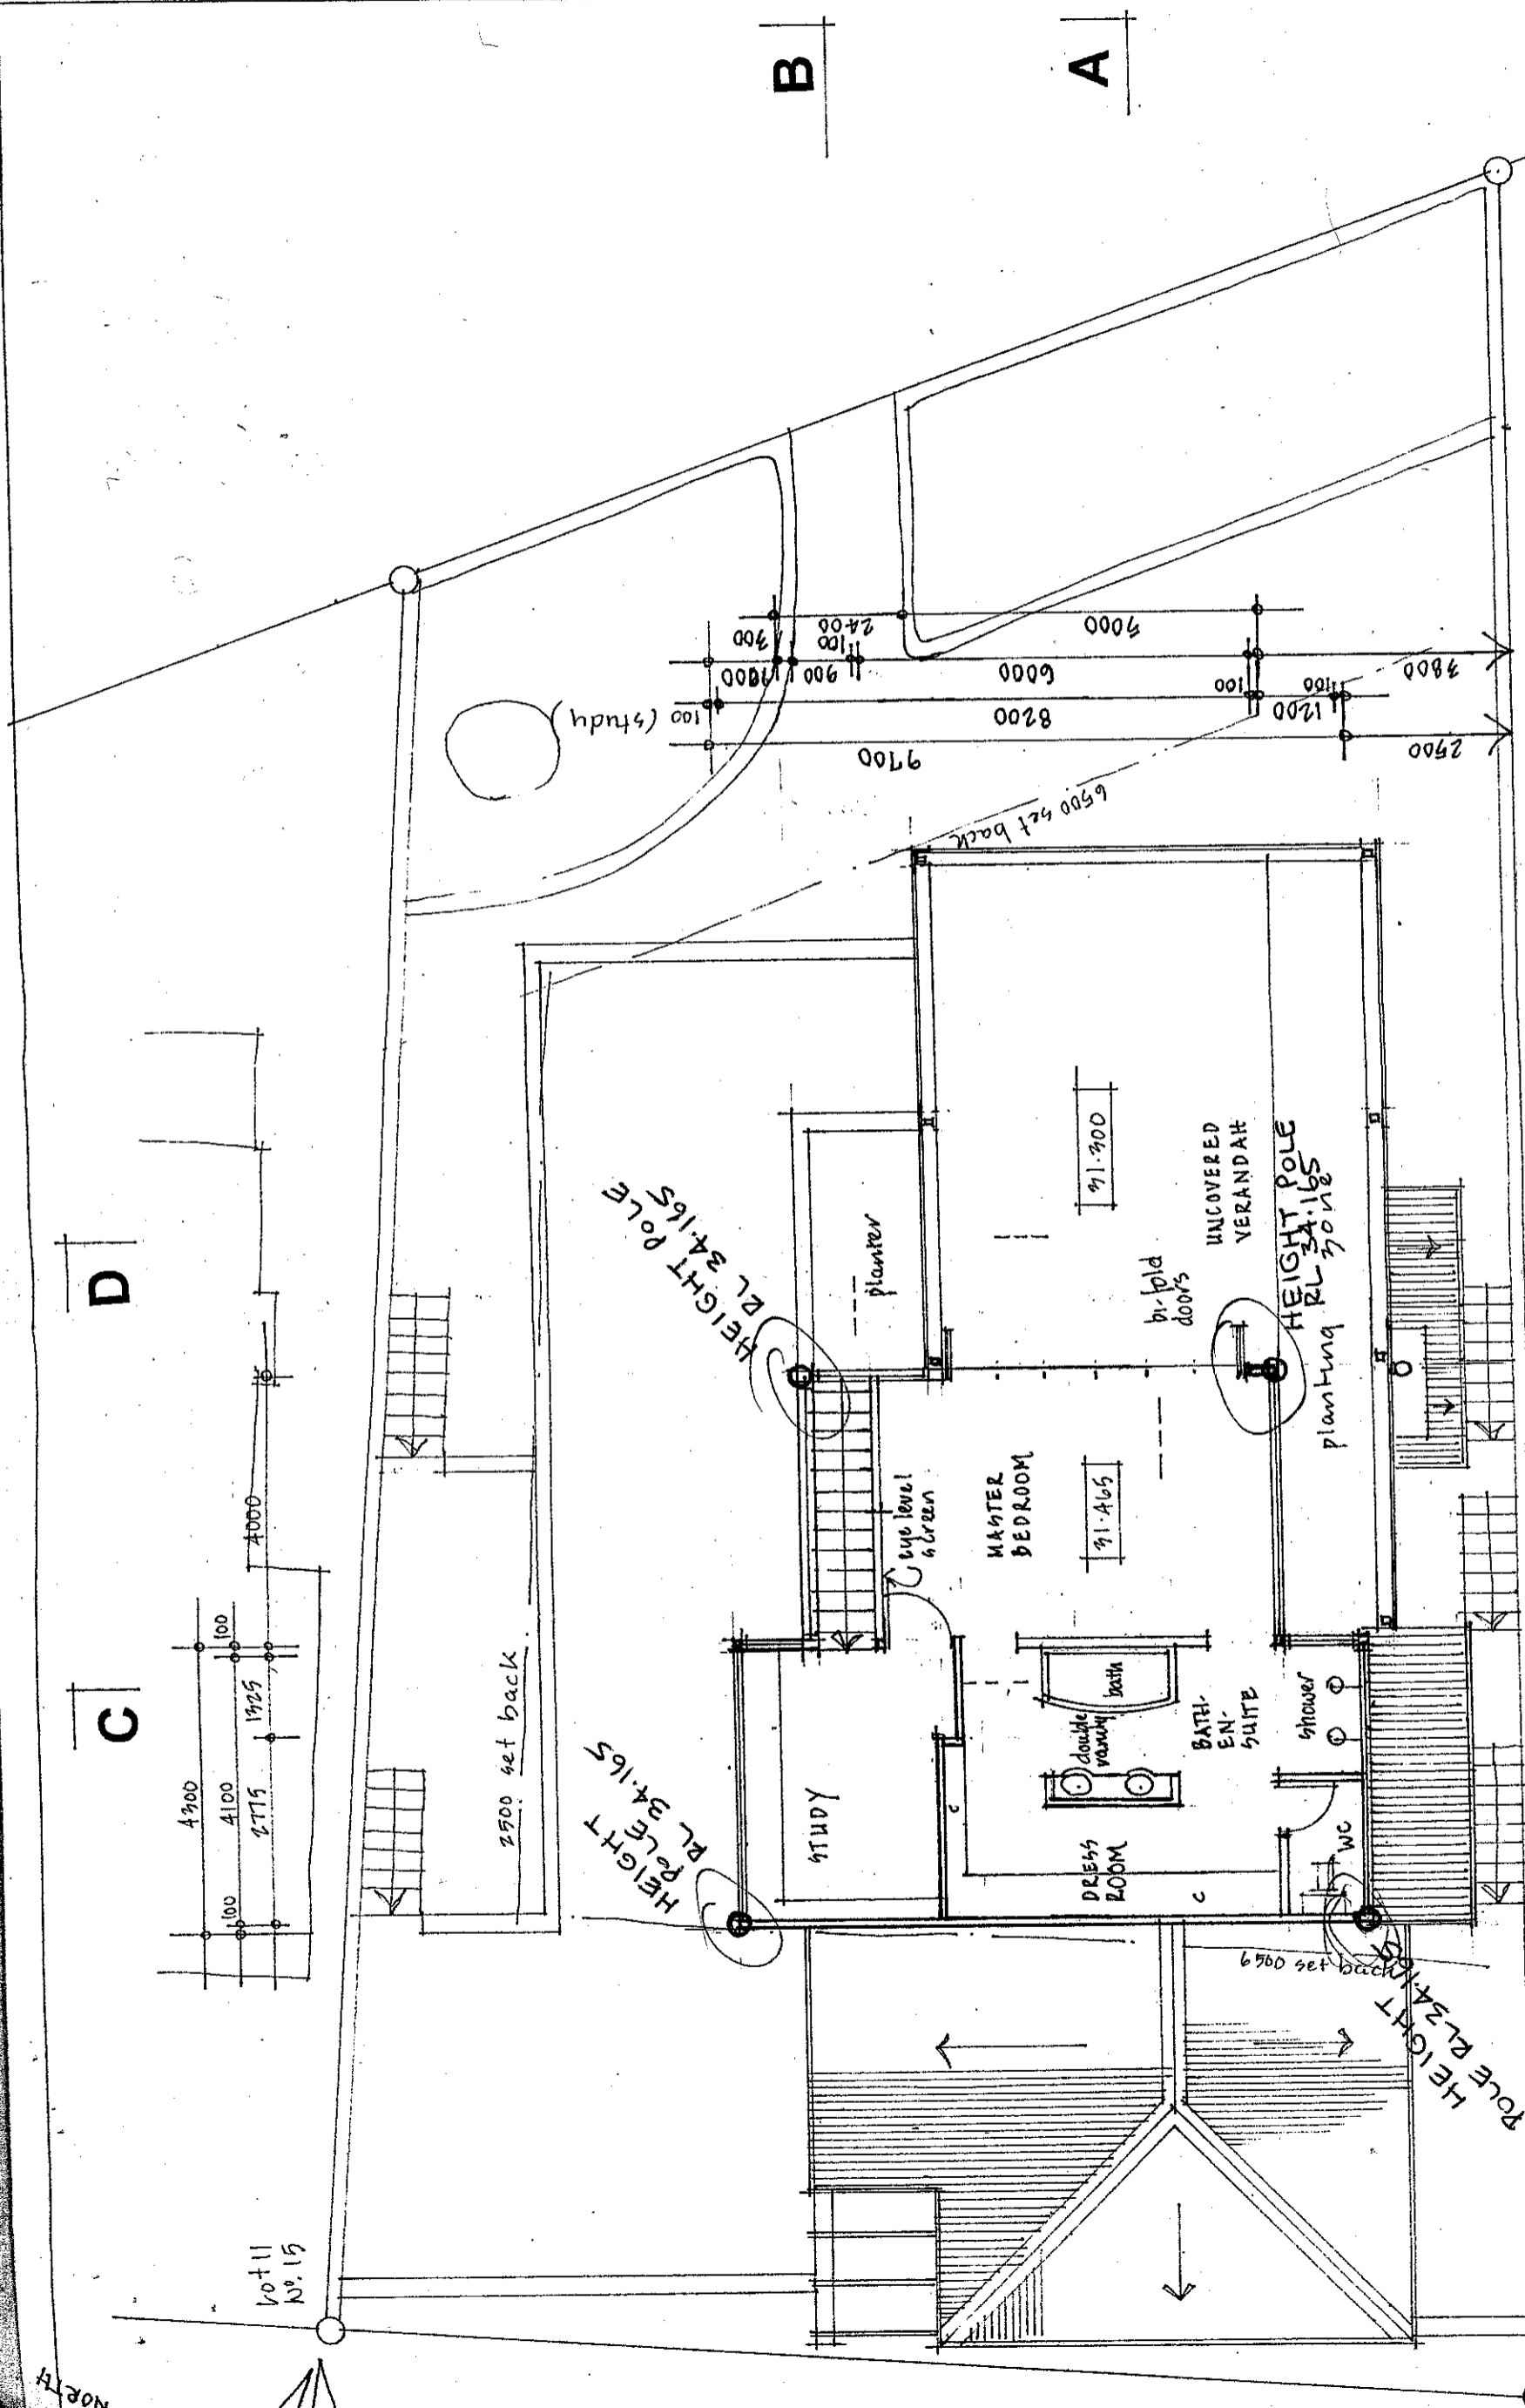 B
A
D
C
4300
100
4100
100
2775
1325
4000
Lot 11
No. 15
NORTH
2500 set back
100 (study)
300
2400
5000
900
100
6000
3800
8200
100
1200
100
9700
2500
6500 set back
HEIGHT POLE
RL 34.165
planter
31.300
UNCOVERED
VERANDAH
bi-fold
doors
HEIGHT POLE
RL 34.165
planting zone
eye level
screen
MASTER
BEDROOM
31.465
HEIGHT
POLE
RL 34.165
STUDY
double
vanity
bath
BATH-
EN-
SUITE
shower
DRESS
ROOM
c
c
WC
6500 set back
HEIGHT
POLE RL 34.165